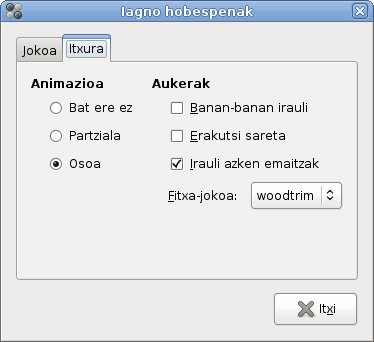 Iagno hobespenak
Jokoa Itxura
Animazioa Aukerak
Bat ere ez Banan-banan irauli
Partziala Erakutsi sareta
Osoa Irauli azken emaitzak
Fitxa-jokoa: woodtrim
Itxi